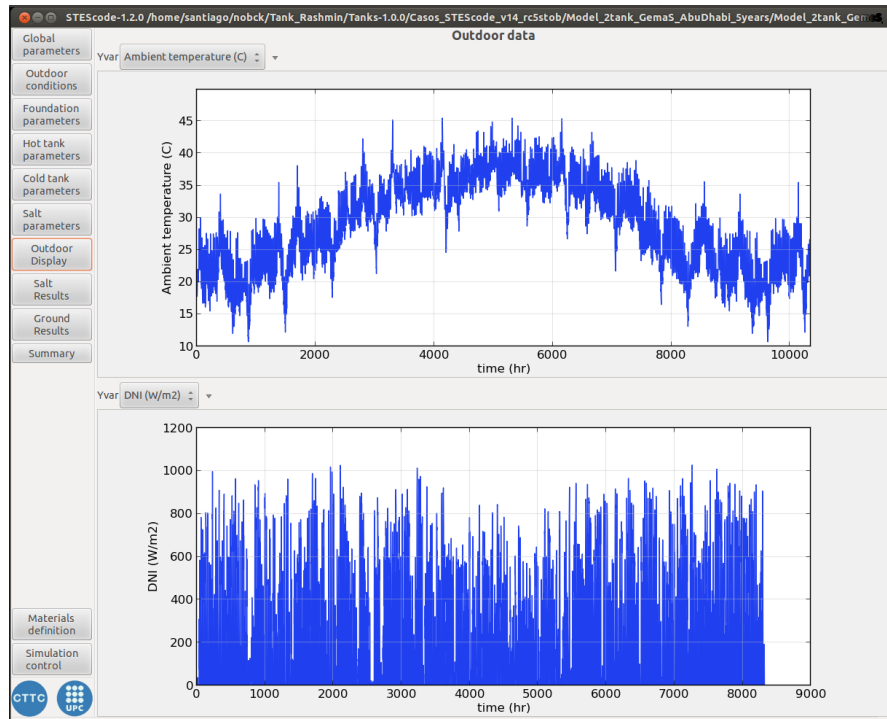 STEScode-1.2.0 /home/santiago/nobck/Tank_Rashmin/Tanks-1.0.0/Casos_STEScode_v14_rc5stob/Model_2tank_GemaS_AbuDhabi_5years/Model_2tank_GemaS
Outdoor data
Global
parameters
Outdoor
conditions
Foundation
parameters
Hot tank
parameters
Cold tank
parameters
Salt
parameters
Outdoor
Display
Salt
Results
Ground
Results
Summary
Materials
definition
Simulation
control
CTTC
UPC
Yvar Ambient temperature (C)
Ambient temperature (C)
45
40
35
30
25
20
15
10
0 2000 4000 6000 8000 10000
time (hr)
Yvar DNI (W/m2)
DNI (W/m2)
1200
1000
800
600
400
200
0
0 1000 2000 3000 4000 5000 6000 7000 8000 9000
time (hr)